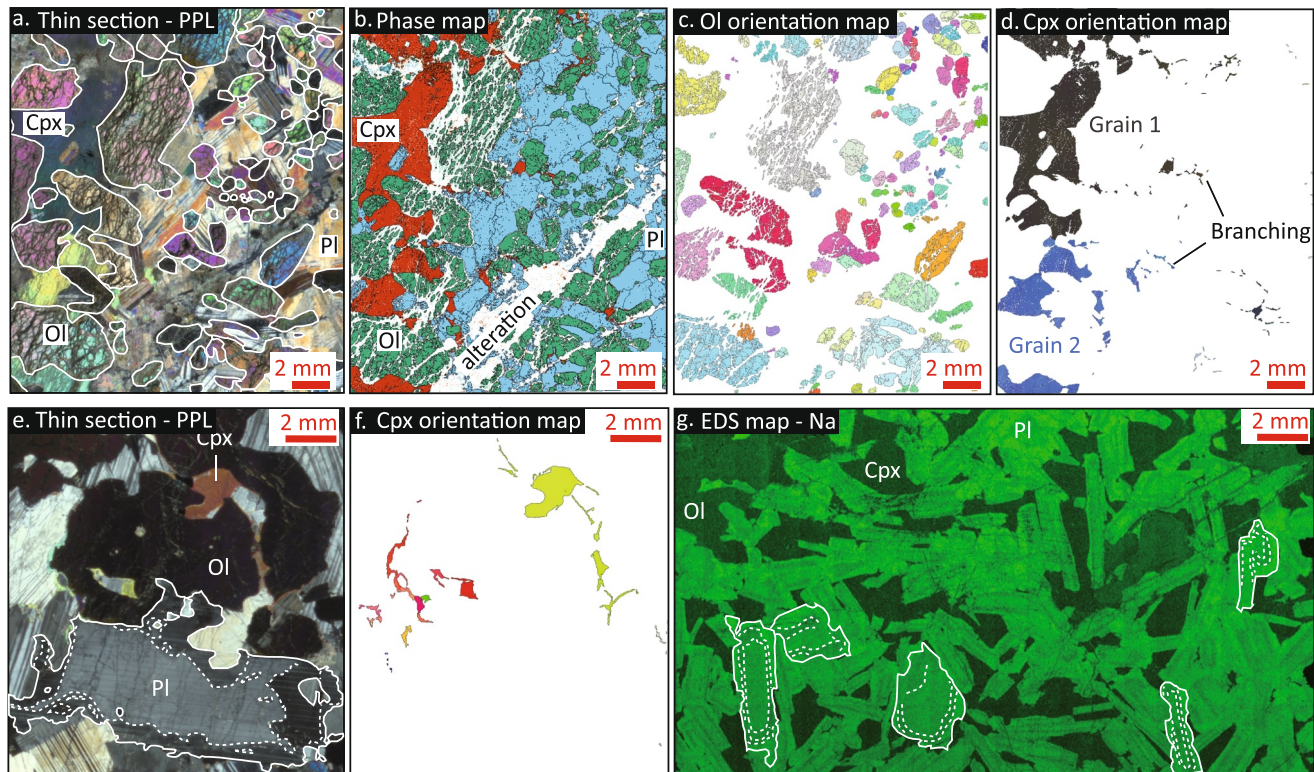 a. Thin section - PPL
Cpx
Pl
Ol
2 mm
b. Phase map
Cpx
Pl
Ol
alteration
2 mm
c. Ol orientation map
2 mm
d. Cpx orientation map
Grain 1
Branching
Grain 2
2 mm
e. Thin section - PPL
2 mm
Cpx
Ol
Pl
f. Cpx orientation map
2 mm
g. EDS map - Na
2 mm
Pl
Cpx
Ol